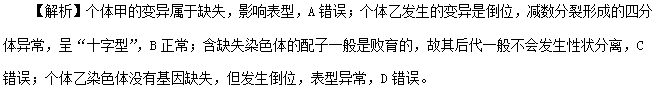 【解析】个体甲的变异属于缺失，影响表型，A错误；个体乙发生的变异是倒位，减数分裂形成的四分
体异常，呈“十字型”，B正常；含缺失染色体的配子一般是败育的，故其后代一般不会发生性状分离，C
错误；个体乙染色体没有基因缺失，但发生倒位，表型异常，D错误。